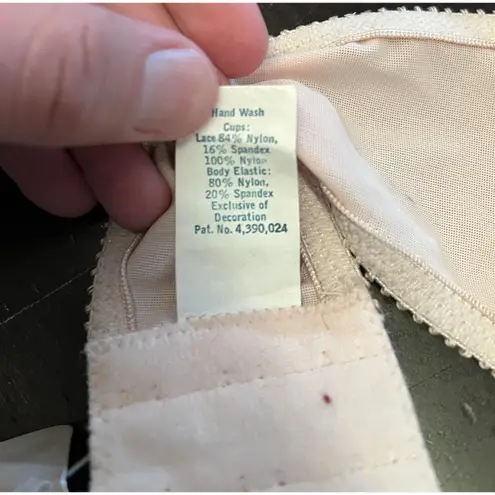 Hand Wash
Cups:
Lace 84% Nylon,
16% Spandex
100% Nylon
Body Elastic:
80% Nylon,
20% Spandex
Exclusive of
Decoration
Pat. No. 4,390,024